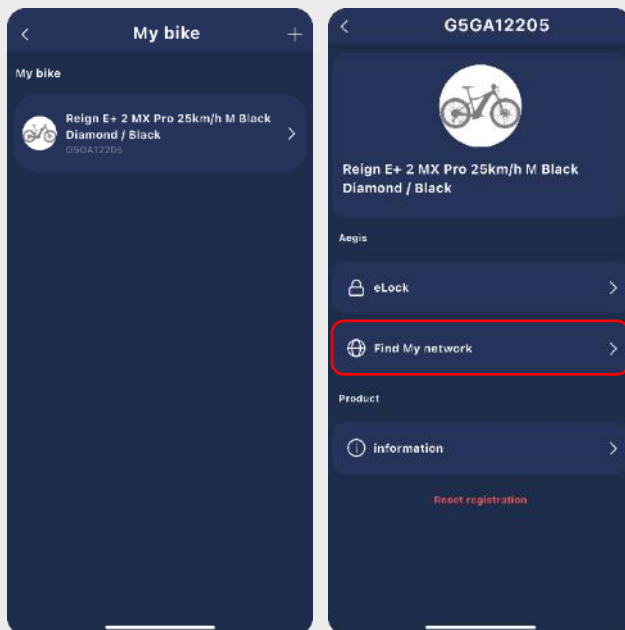 My bike
My bike
Reign E+ 2 MX Pro 25km/h M Black
Diamond / Black
G5GA12205
G5GA12205
Reign E+ 2 MX Pro 25km/h M Black
Diamond / Black
Aegis
eLock
Find My network
Product
information
Reset registration